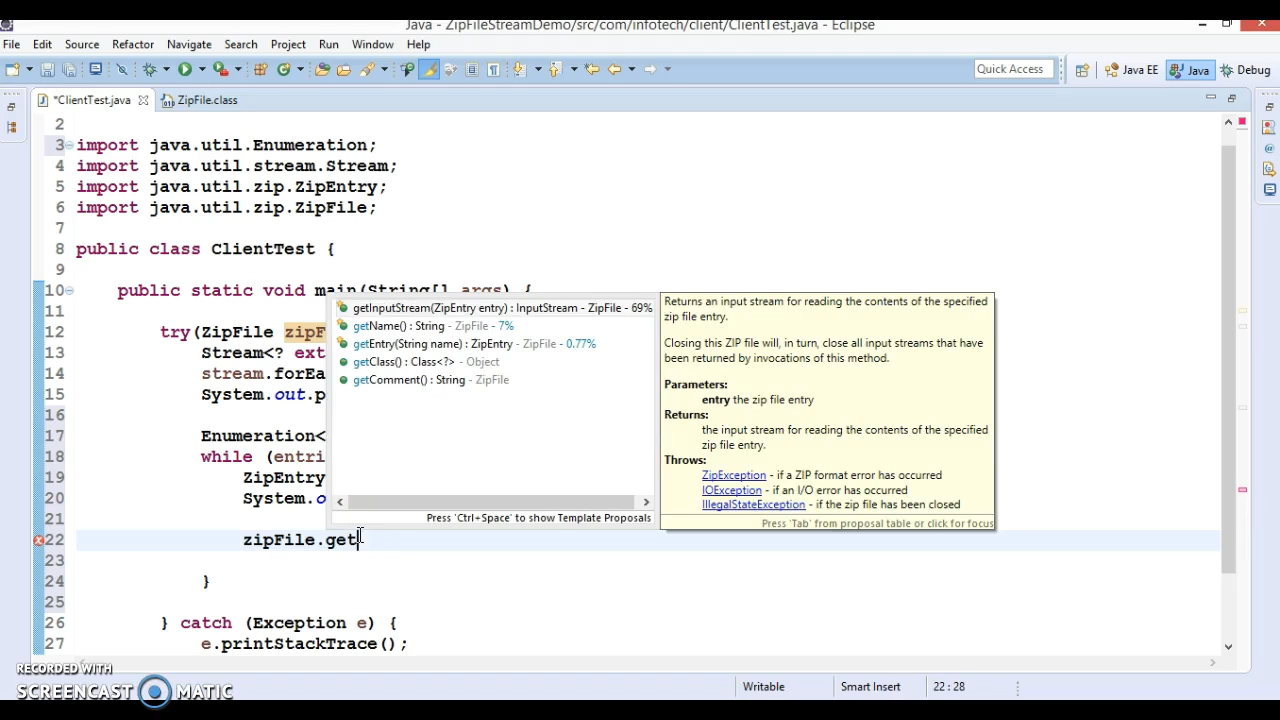 Java - ZipFileStreamDemo/src/com/infotech/client/ClientTest.java - Eclipse
File Edit Source Refactor Navigate Search Project Run Window Help
Quick Access Java EE Java Debug
*ClientTest.java ZipFile.class
2
3 import java.util.Enumeration;
4 import java.util.stream.Stream;
5 import java.util.zip.ZipEntry;
6 import java.util.zip.ZipFile;
7
8 public class ClientTest {
9
10 public static void main(String[] args) {
11
12 try(ZipFile zipF
13 Stream<? ext
14 stream.forEa
15 System.out.p
16
17 Enumeration<
18 while (entri
19 ZipEntry
20 System.o
21
22 zipFile.get
23
24 }
25
26 } catch (Exception e) {
27 e.printStackTrace();
getInputStream(ZipEntry entry) : InputStream - ZipFile - 69%
getName() : String - ZipFile - 7%
getEntry(String name) : ZipEntry - ZipFile - 0.77%
getClass() : Class<?> - Object
getComment() : String - ZipFile
Press 'Ctrl+Space' to show Template Proposals
Returns an input stream for reading the contents of the specified
zip file entry.
Closing this ZIP file will, in turn, close all input streams that have
been returned by invocations of this method.
Parameters:
entry the zip file entry
Returns:
the input stream for reading the contents of the specified
zip file entry.
Throws:
ZipException - if a ZIP format error has occurred
IOException - if an I/O error has occurred
IllegalStateException - if the zip file has been closed
Press 'Tab' from proposal table or click for focus
RECORDED WITH
SCREENCAST MATIC
Writable Smart Insert 22 : 28